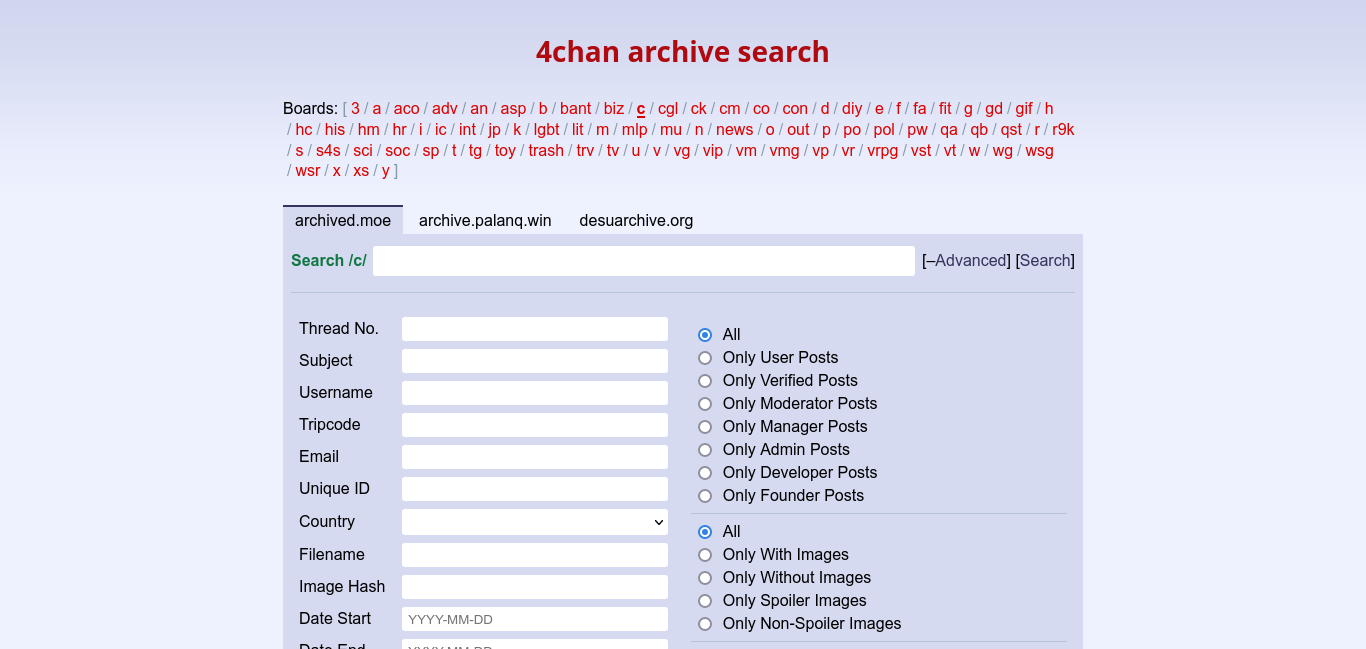 4chan archive search
Boards: [ 3 / a / aco / adv / an / asp / b / bant / biz / c / cgl / ck / cm / co / con / d / diy / e / f / fa / fit / g / gd / gif / h
/ hc / his / hm / hr / i / ic / int / jp / k / lgbt / lit / m / mlp / mu / n / news / o / out / p / po / pol / pw / qa / qb / qst / r / r9k
/ s / s4s / sci / soc / sp / t / tg / toy / trash / trv / tv / u / v / vg / vip / vm / vmg / vp / vr / vrpg / vst / vt / w / wg / wsg
/ wsr / x / xs / y ]
archived.moe archive.palanq.win desuarchive.org
Search /c/ [–Advanced] [Search]
Thread No.
Subject
Username
Tripcode
Email
Unique ID
Country
Filename
Image Hash
Date Start YYYY-MM-DD
Date End YYYY-MM-DD
All
Only User Posts
Only Verified Posts
Only Moderator Posts
Only Manager Posts
Only Admin Posts
Only Developer Posts
Only Founder Posts
All
Only With Images
Only Without Images
Only Spoiler Images
Only Non-Spoiler Images